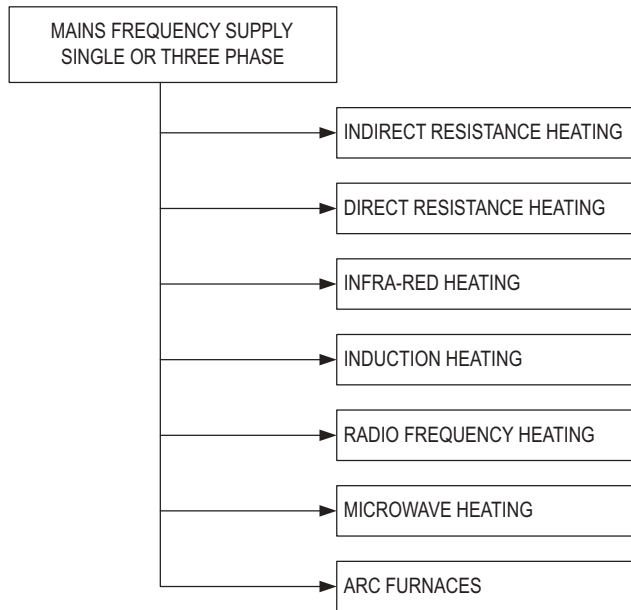 MAINS FREQUENCY SUPPLY
SINGLE OR THREE PHASE
INDIRECT RESISTANCE HEATING
DIRECT RESISTANCE HEATING
INFRA-RED HEATING
INDUCTION HEATING
RADIO FREQUENCY HEATING
MICROWAVE HEATING
ARC FURNACES